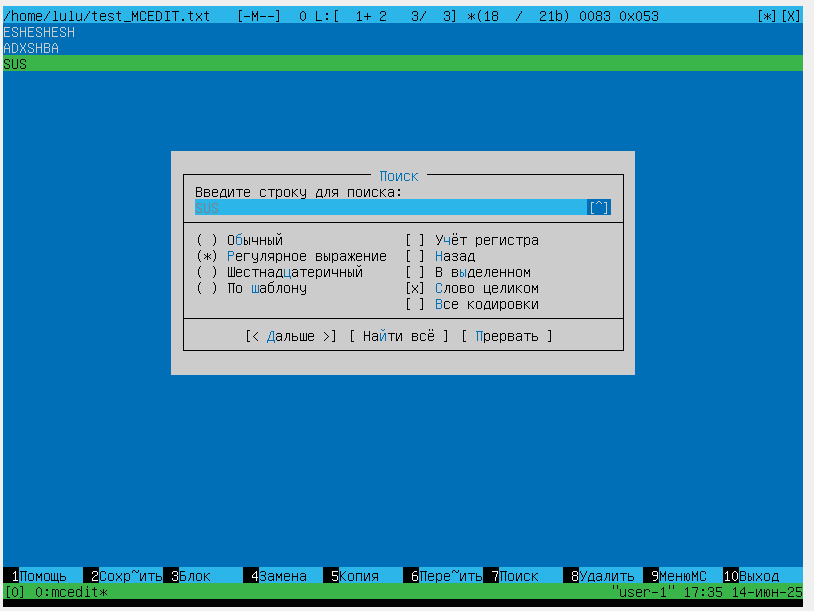 /home/lulu/test_MCEDIT.txt [-M--] 0 L:[ 1+ 2 3/ 3] *(18 / 21b) 0083 0x053 [*][X]
ESHESHESH
ADXSHBA
SUS
Поиск
Введите строку для поиска:
SUS [^]
( ) Обычный [ ] Учёт регистра
(*) Регулярное выражение [ ] Назад
( ) Шестнадцатеричный [ ] В выделенном
( ) По шаблону [x] Слово целиком
[ ] Все кодировки
[< Дальше >] [ Найти всё ] [ Прервать ]
1Помощь 2Сохр~ить 3Блок 4Замена 5Копия 6Пере~ить 7Поиск 8Удалить 9МенюMC 10Выход
[0] 0:mcedit* "user-1" 17:35 14-июн-25